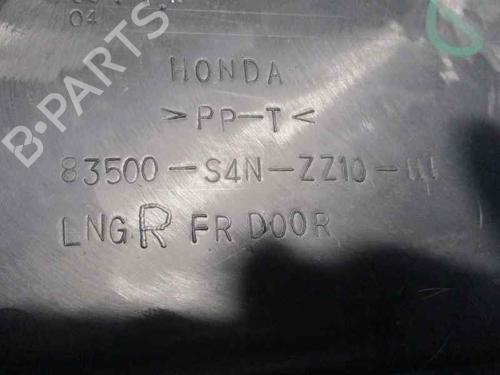 04
HONDA
>PP-T<
83500-S4N-ZZ10-
LNG R FR DOOR
B-PARTS